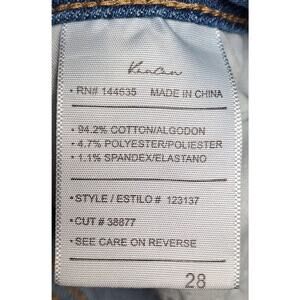 KanCan
• RN# 144635 MADE IN CHINA
• 94.2% COTTON/ALGODON
• 4.7% POLYESTER/POLIESTER
• 1.1% SPANDEX/ELASTANO
• STYLE / ESTILO # 123137
• CUT # 38877
• SEE CARE ON REVERSE
28